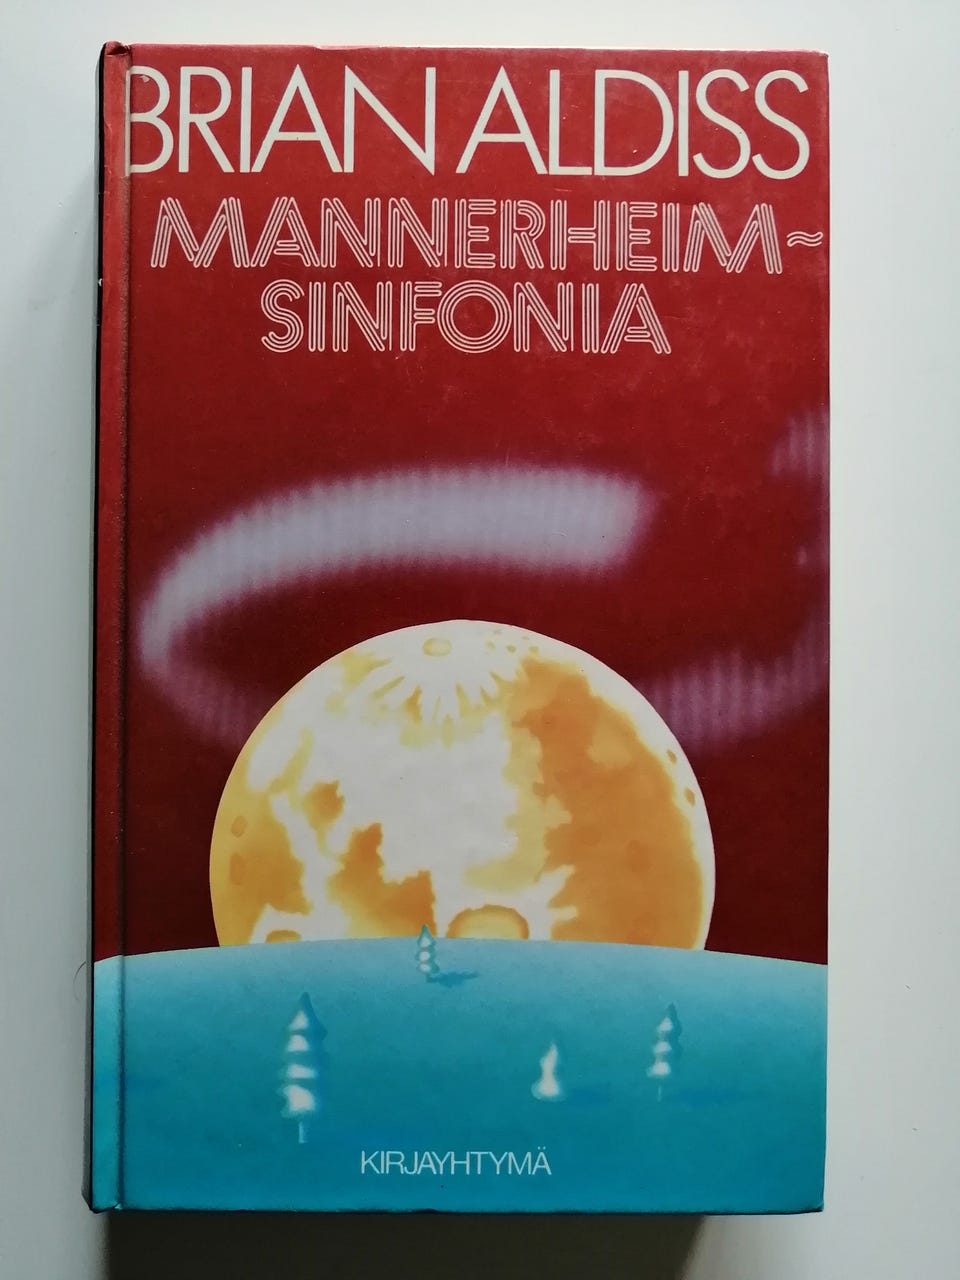 BRIAN ALDISS
MANNERHEIM~
SINFONIA
KIRJAYHTYMÄ